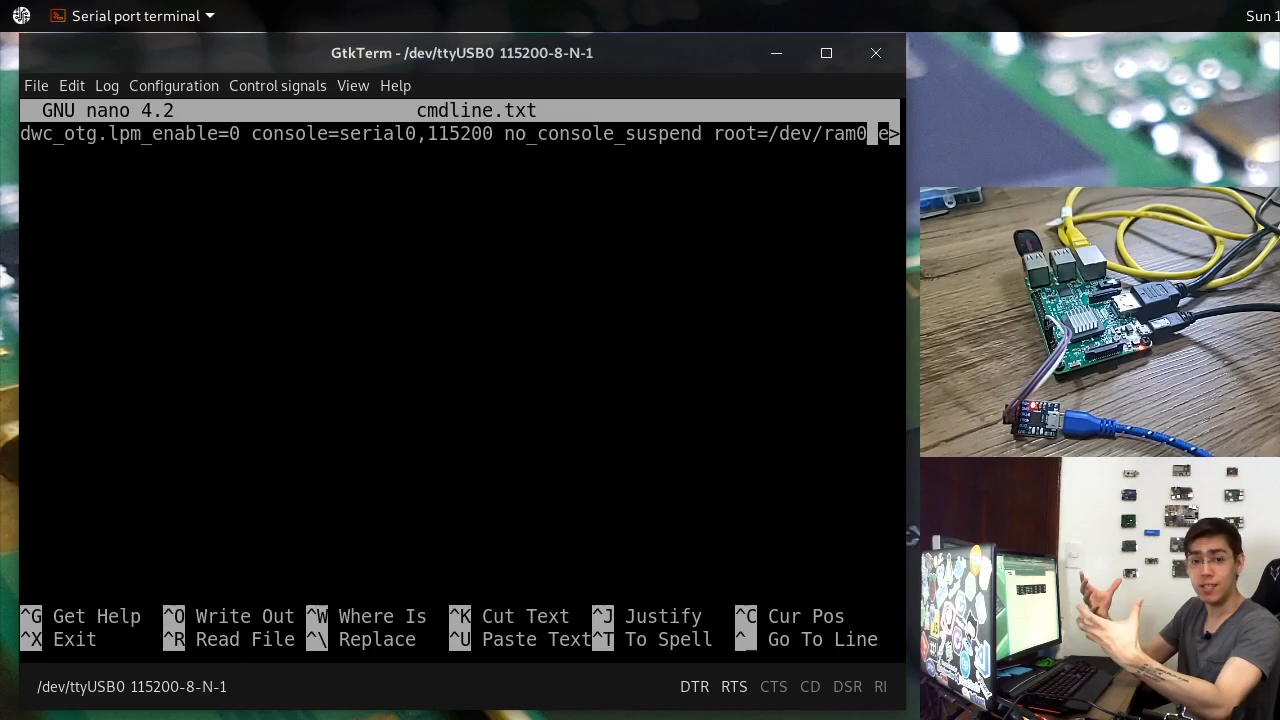 Serial port terminal
Sun 1
GtkTerm - /dev/ttyUSB0 115200-8-N-1
File Edit Log Configuration Control signals View Help
GNU nano 4.2 cmdline.txt
dwc_otg.lpm_enable=0 console=serial0,115200 no_console_suspend root=/dev/ram0 e>
^G Get Help ^O Write Out ^W Where Is ^K Cut Text ^J Justify ^C Cur Pos
^X Exit ^R Read File ^\ Replace ^U Paste Text^T To Spell ^_ Go To Line
/dev/ttyUSB0 115200-8-N-1 DTR RTS CTS CD DSR RI